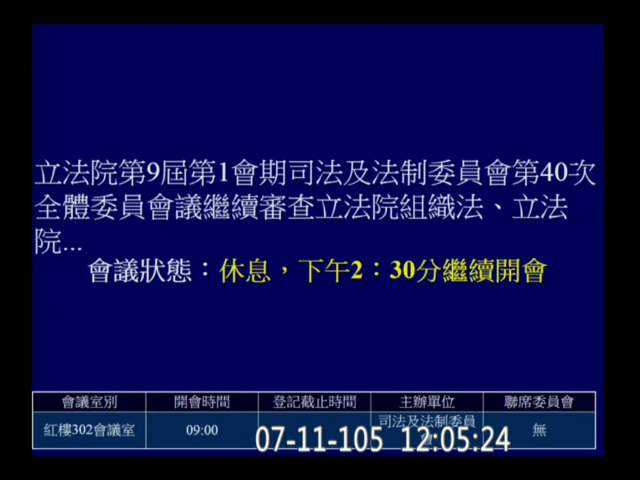 立法院第9屆第1會期司法及法制委員會第40次
全體委員會議繼續審查立法院組織法、立法
院...
會議狀態：休息，下午2：30分繼續開會
會議室別 開會時間 登記截止時間 主辦單位 聯席委員會
紅樓302會議室 09:00 司法及法制委員 無
07-11-105 12:05:24